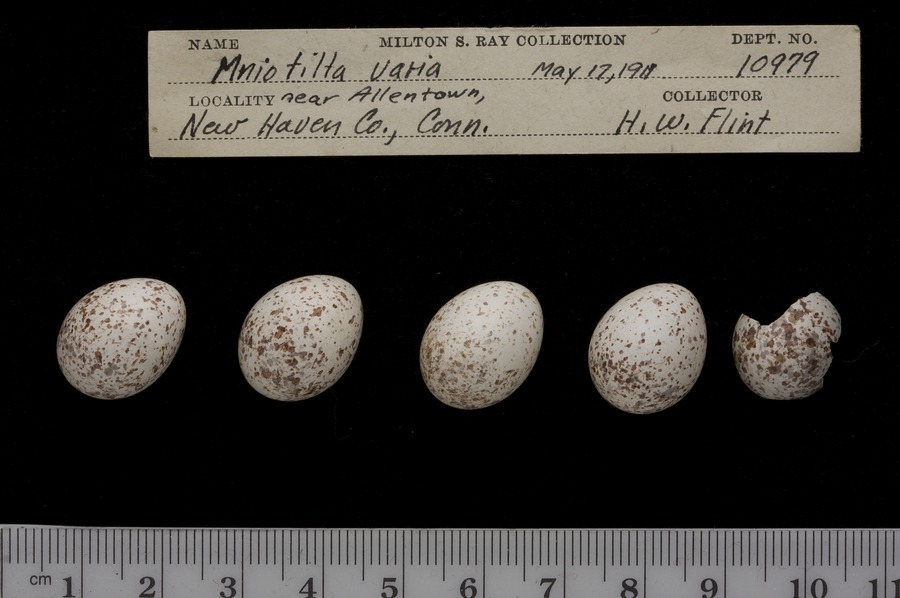 NAME MILTON S. RAY COLLECTION DEPT. NO.
Mniotilta varia May 17, 1911 10979
LOCALITY near Allentown, COLLECTOR
New Haven Co., Conn. H. W. Flint
cm 1 2 3 4 5 6 7 8 9 10 11